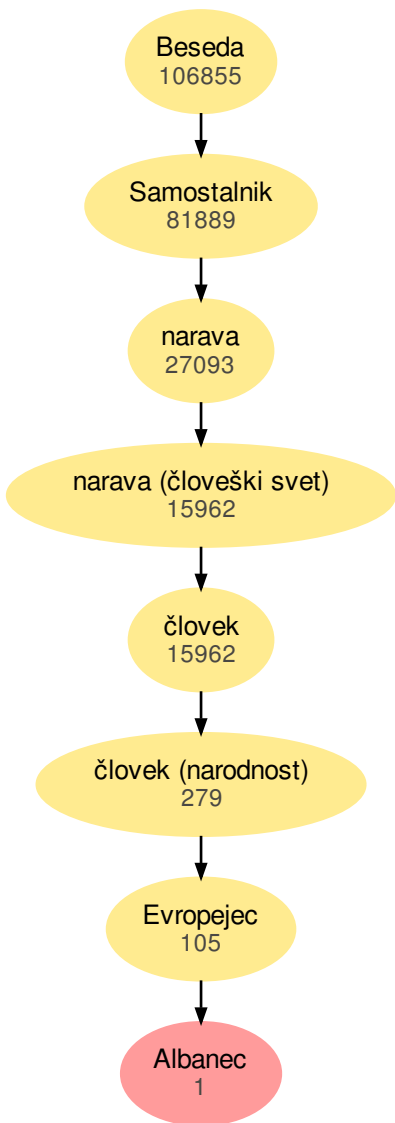 Beseda
106855
Samostalnik
81889
narava
27093
narava (človeški svet)
15962
človek
15962
človek (narodnost)
279
Evropejec
105
Albanec
1